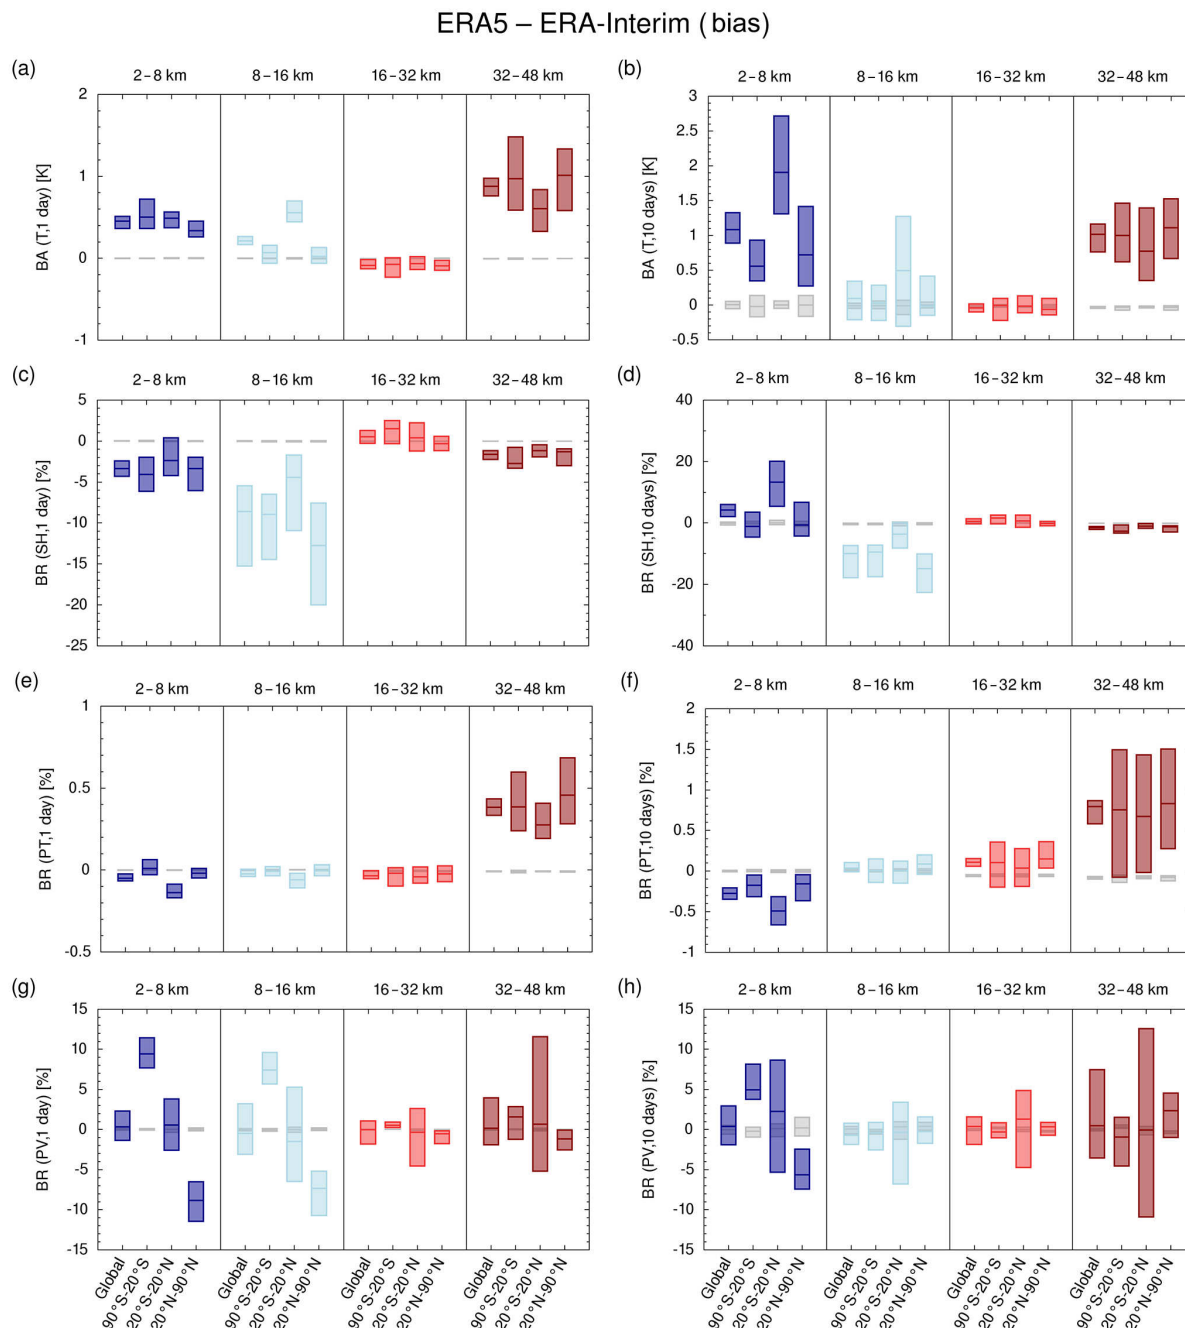 ERA5 – ERA-Interim (bias)
(a)
2–8 km 8–16 km 16–32 km 32–48 km
BA (T,1 day) [K]
2
1
0
-1
(b)
2–8 km 8–16 km 16–32 km 32–48 km
BA (T,10 days) [K]
3
2.5
2
1.5
1
0.5
0
-0.5
(c)
2–8 km 8–16 km 16–32 km 32–48 km
BR (SH,1 day) [%]
5
0
-5
-10
-15
-20
-25
(d)
2–8 km 8–16 km 16–32 km 32–48 km
BR (SH,10 days) [%]
40
20
0
-20
-40
(e)
2–8 km 8–16 km 16–32 km 32–48 km
BR (PT,1 day) [%]
1
0.5
0
-0.5
(f)
2–8 km 8–16 km 16–32 km 32–48 km
BR (PT,10 days) [%]
2
1.5
1
0.5
0
-0.5
-1
(g)
2–8 km 8–16 km 16–32 km 32–48 km
BR (PV,1 day) [%]
15
10
5
0
-5
-10
-15
Global 90°S-20°S 20°S-20°N 20°N-90°N Global 90°S-20°S 20°S-20°N 20°N-90°N Global 90°S-20°S 20°S-20°N 20°N-90°N Global 90°S-20°S 20°S-20°N 20°N-90°N
(h)
2–8 km 8–16 km 16–32 km 32–48 km
BR (PV,10 days) [%]
15
10
5
0
-5
-10
-15
Global 90°S-20°S 20°S-20°N 20°N-90°N Global 90°S-20°S 20°S-20°N 20°N-90°N Global 90°S-20°S 20°S-20°N 20°N-90°N Global 90°S-20°S 20°S-20°N 20°N-90°N